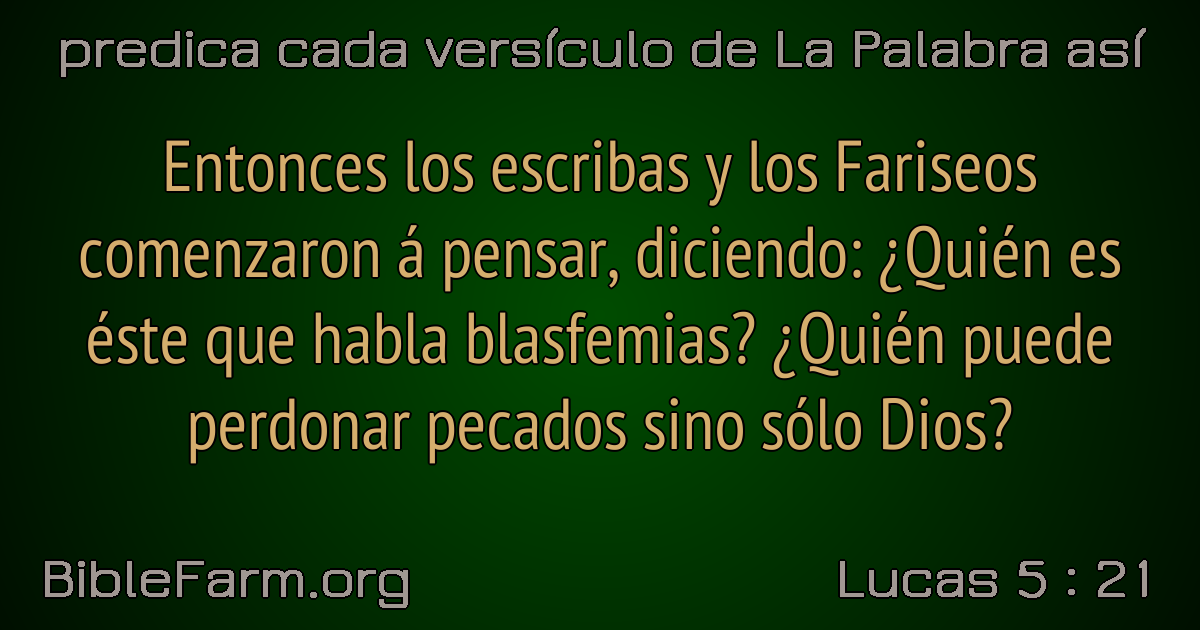 predica cada versículo de La Palabra así
Entonces los escribas y los Fariseos
comenzaron á pensar, diciendo: ¿Quién es
éste que habla blasfemias? ¿Quién puede
perdonar pecados sino sólo Dios?
BibleFarm.org
Lucas 5 : 21